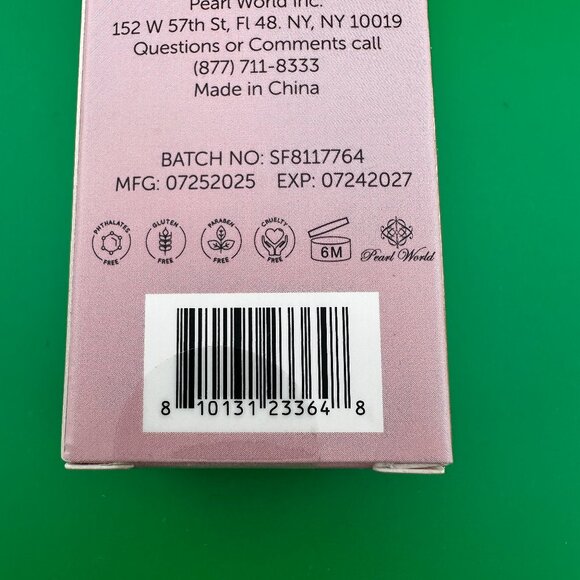 Pearl World Inc.
152 W 57th St, Fl 48. NY, NY 10019
Questions or Comments call
(877) 711-8333
Made in China
BATCH NO: SF8117764
MFG: 07252025 EXP: 07242027
PHTHALATES FREE
GLUTEN FREE
PARABEN FREE
CRUELTY FREE
6M
Pearl World
8 10131 23364 8